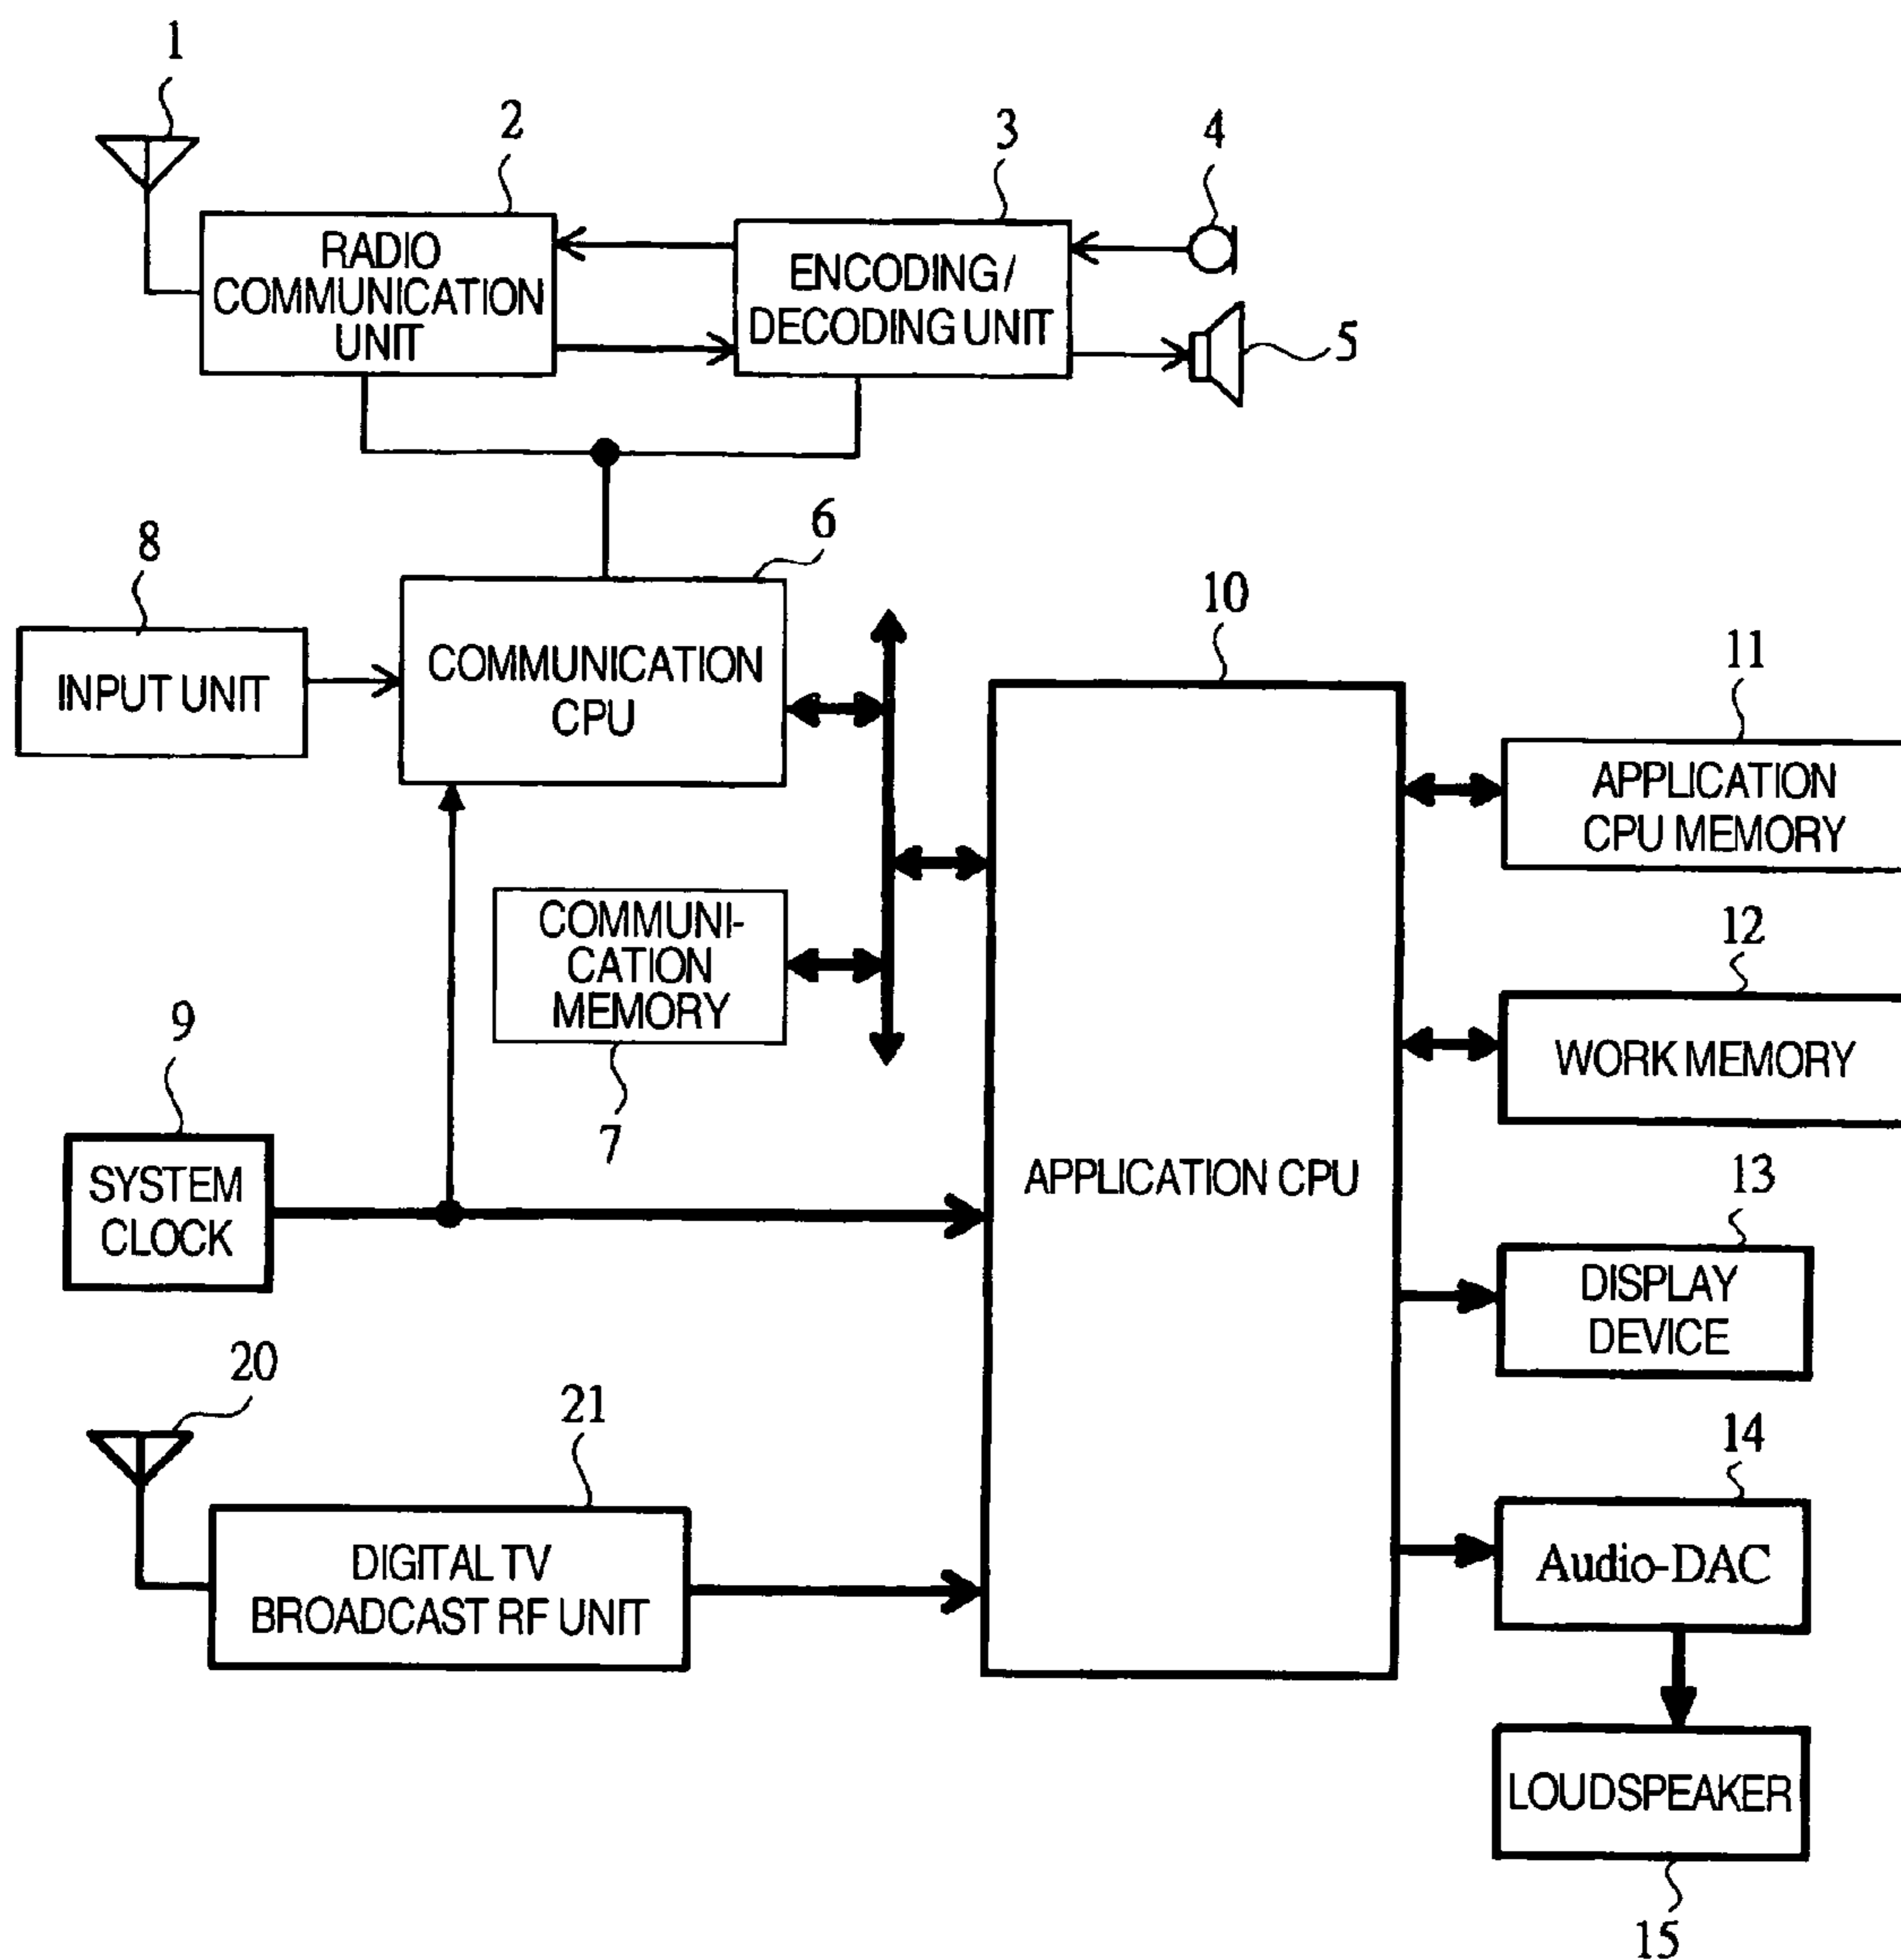 1
2
3
4
RADIO
COMMUNICATION
UNIT
ENCODING/
DECODING UNIT
5
6
8
COMMUNICATION
CPU
INPUT UNIT
10
11
APPLICATION
CPU MEMORY
COMMUNI-
CATION
MEMORY
7
12
WORK MEMORY
9
SYSTEM
CLOCK
APPLICATION CPU
13
DISPLAY
DEVICE
20
21
DIGITAL TV
BROADCAST RF UNIT
14
Audio-DAC
LOUDSPEAKER
15